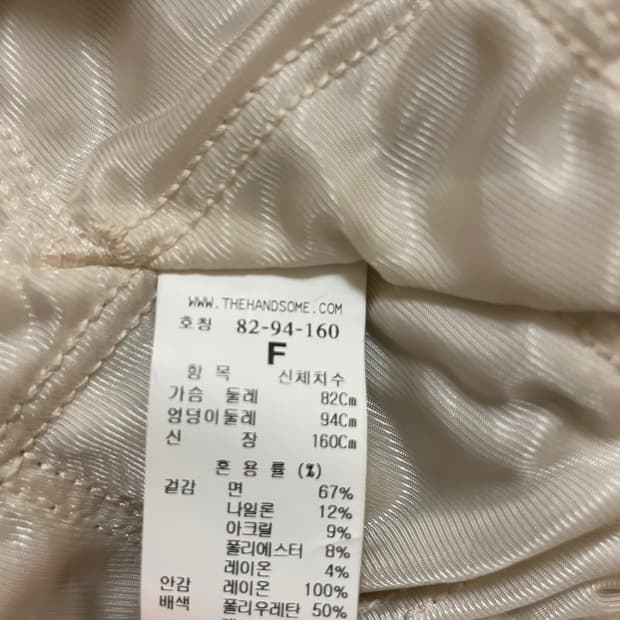 WWW.THEHANDSOME.COM
호칭 82-94-160
F
항 목 신체치수
가슴 둘레 82Cm
엉덩이둘레 94Cm
신 장 160Cm
혼 용 률 (%)
겉감 면 67%
나일론 12%
아크릴 9%
폴리에스터 8%
레이온 4%
안감 레이온 100%
배색 폴리우레탄 50%